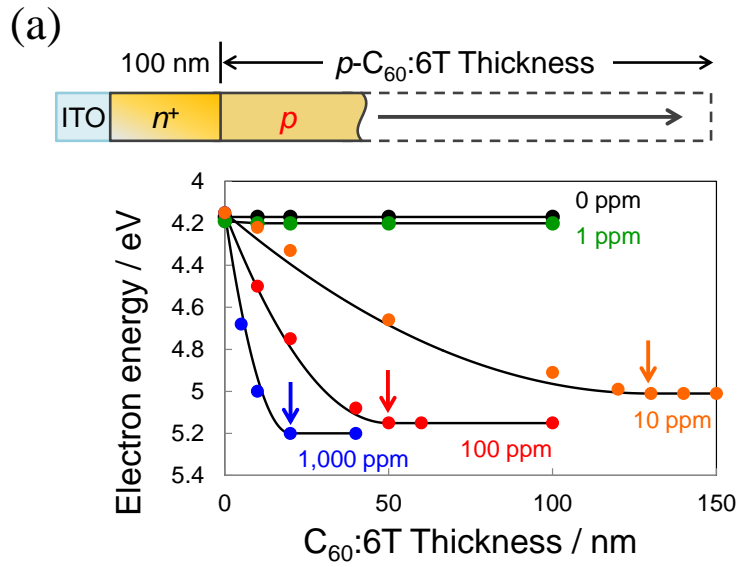 (a)
100 nm
p-C₆₀:6T Thickness
ITO
n⁺
p
4
4.2
4.4
4.6
4.8
5
5.2
5.4
Electron energy / eV
0 ppm
1 ppm
10 ppm
100 ppm
1,000 ppm
0
50
100
150
C₆₀:6T Thickness / nm